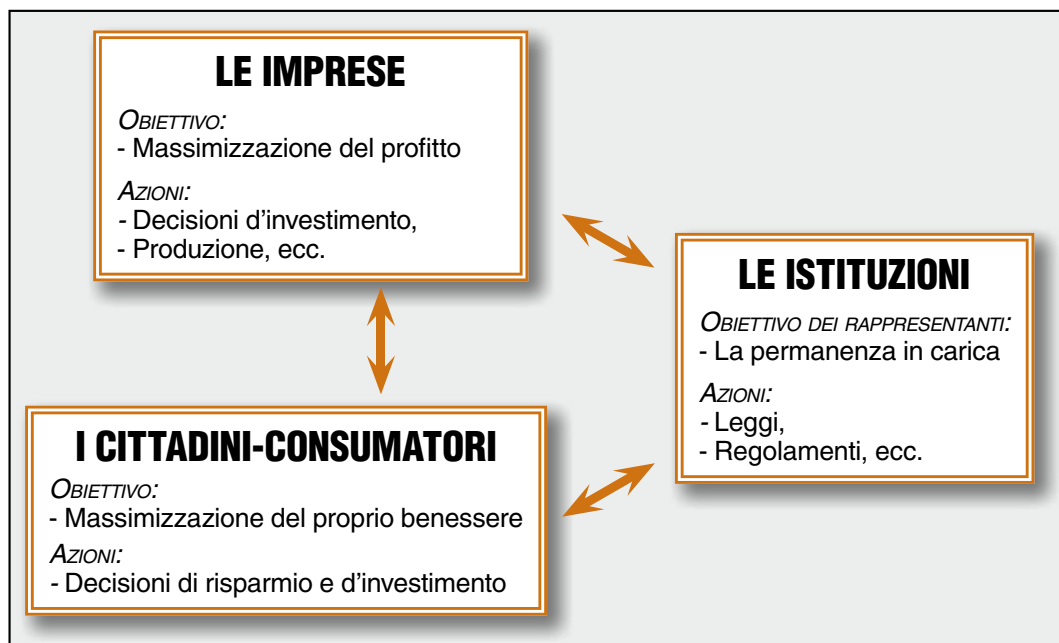 LE IMPRESE
OBIETTIVO:
- Massimizzazione del profitto
AZIONI:
- Decisioni d'investimento,
- Produzione, ecc.
LE ISTITUZIONI
OBIETTIVO DEI RAPPRESENTANTI:
- La permanenza in carica
AZIONI:
- Leggi,
- Regolamenti, ecc.
I CITTADINI-CONSUMATORI
OBIETTIVO:
- Massimizzazione del proprio benessere
AZIONI:
- Decisioni di risparmio e d'investimento